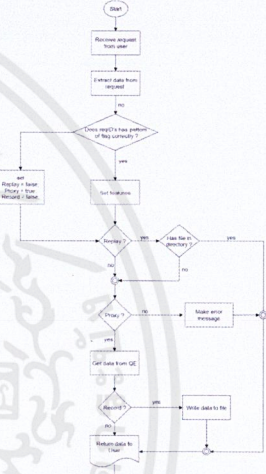 Start
Receive request
from user
Extract data from
request
no
Does reqID's has pattern
of flag correctly ?
yes
set
Replay = false
Proxy = true
Record = false
Set features
Replay ?
yes
Has file in
directory ?
yes
no
no
Proxy ?
no
Make error
message
yes
Get data from QE
Record ?
yes
Write data to file
no
Return data to
User